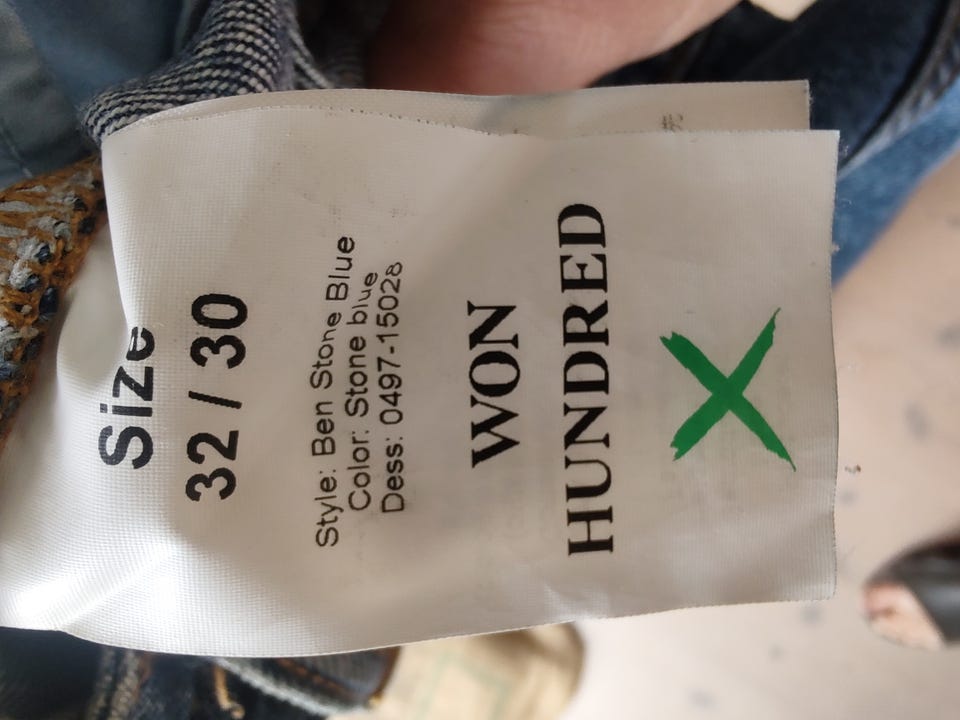 Size
32 / 30
Style: Ben Stone Blue
Color: Stone blue
Dess: 0497-15028
WON
HUNDRED